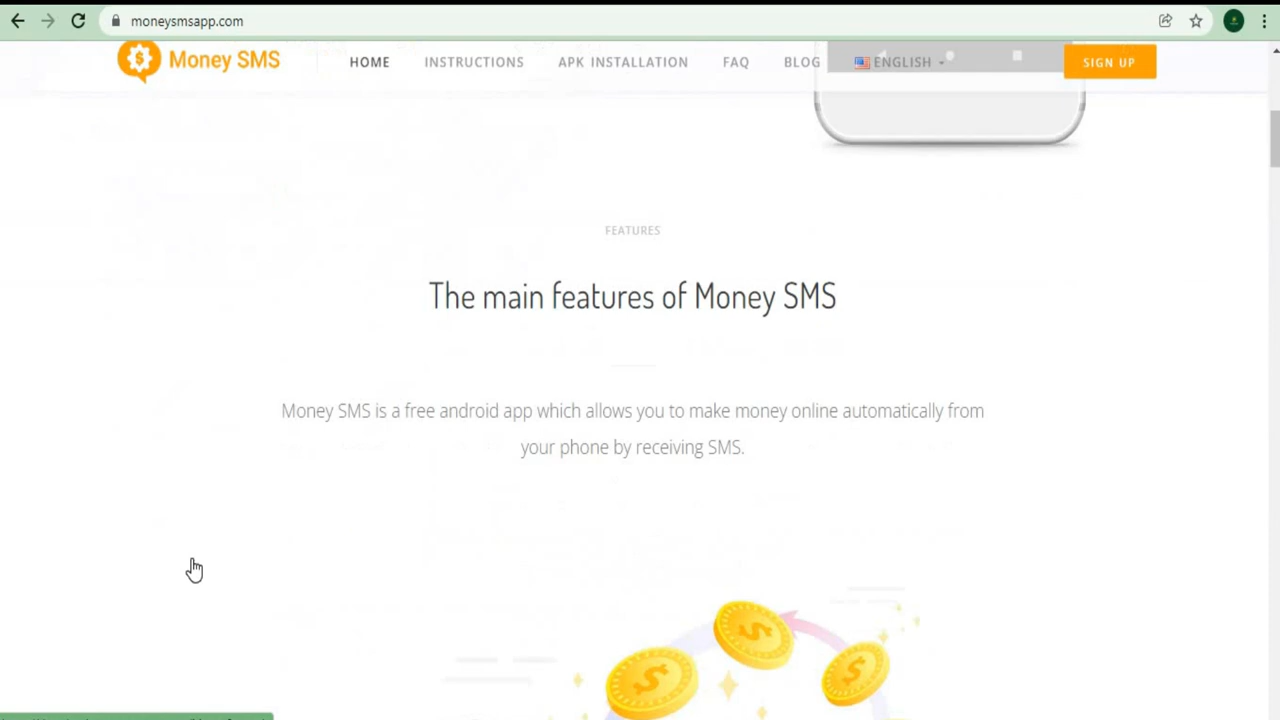 moneysmsapp.com
Money SMS
HOME INSTRUCTIONS APK INSTALLATION FAQ BLOG ENGLISH SIGN UP
FEATURES
The main features of Money SMS
Money SMS is a free android app which allows you to make money online automatically from
your phone by receiving SMS.